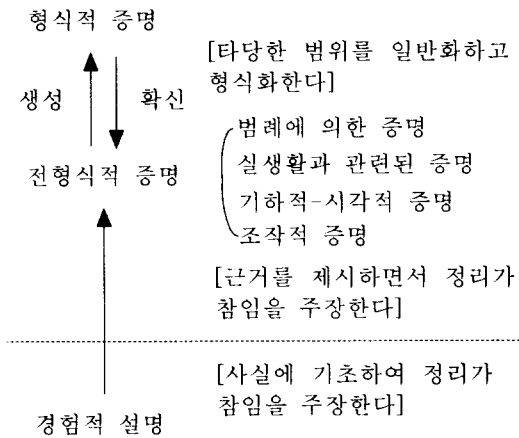 형식적 증명
[타당한 범위를 일반화하고
형식화한다]
생성 확신
범례에 의한 증명
실생활과 관련된 증명
전형식적 증명
기하적-시각적 증명
조작적 증명
[근거를 제시하면서 정리가
참임을 주장한다]
[사실에 기초하여 정리가
참임을 주장한다]
경험적 설명